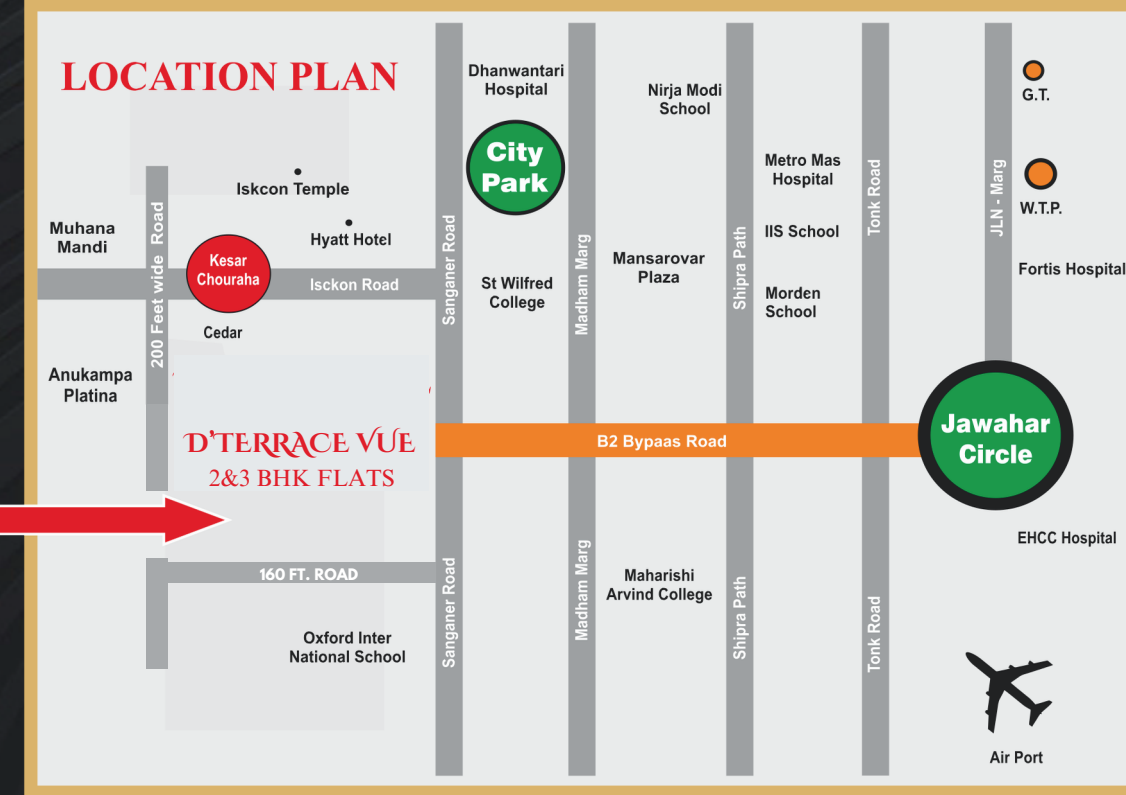 LOCATION PLAN
Dhanwantari
Hospital
City
Park
Nirja Modi
School
G.T.
W.T.P.
Metro Mas
Hospital
IIS School
Morden
School
Iskcon Temple
Hyatt Hotel
Muhana
Mandi
Kesar
Chouraha
Isckon Road
Cedar
200 Feet wide Road
Sanganer Road
St Wilfred
College
Madham Marg
Mansarovar
Plaza
Shipra Path
Tonk Road
JLN - Marg
Fortis Hospital
Anukampa
Platina
D'TERRACE VUE
2&3 BHK FLATS
B2 Bypaas Road
Jawahar
Circle
EHCC Hospital
160 FT. ROAD
Sanganer Road
Madham Marg
Maharishi
Arvind College
Shipra Path
Tonk Road
Oxford Inter
National School
Air Port